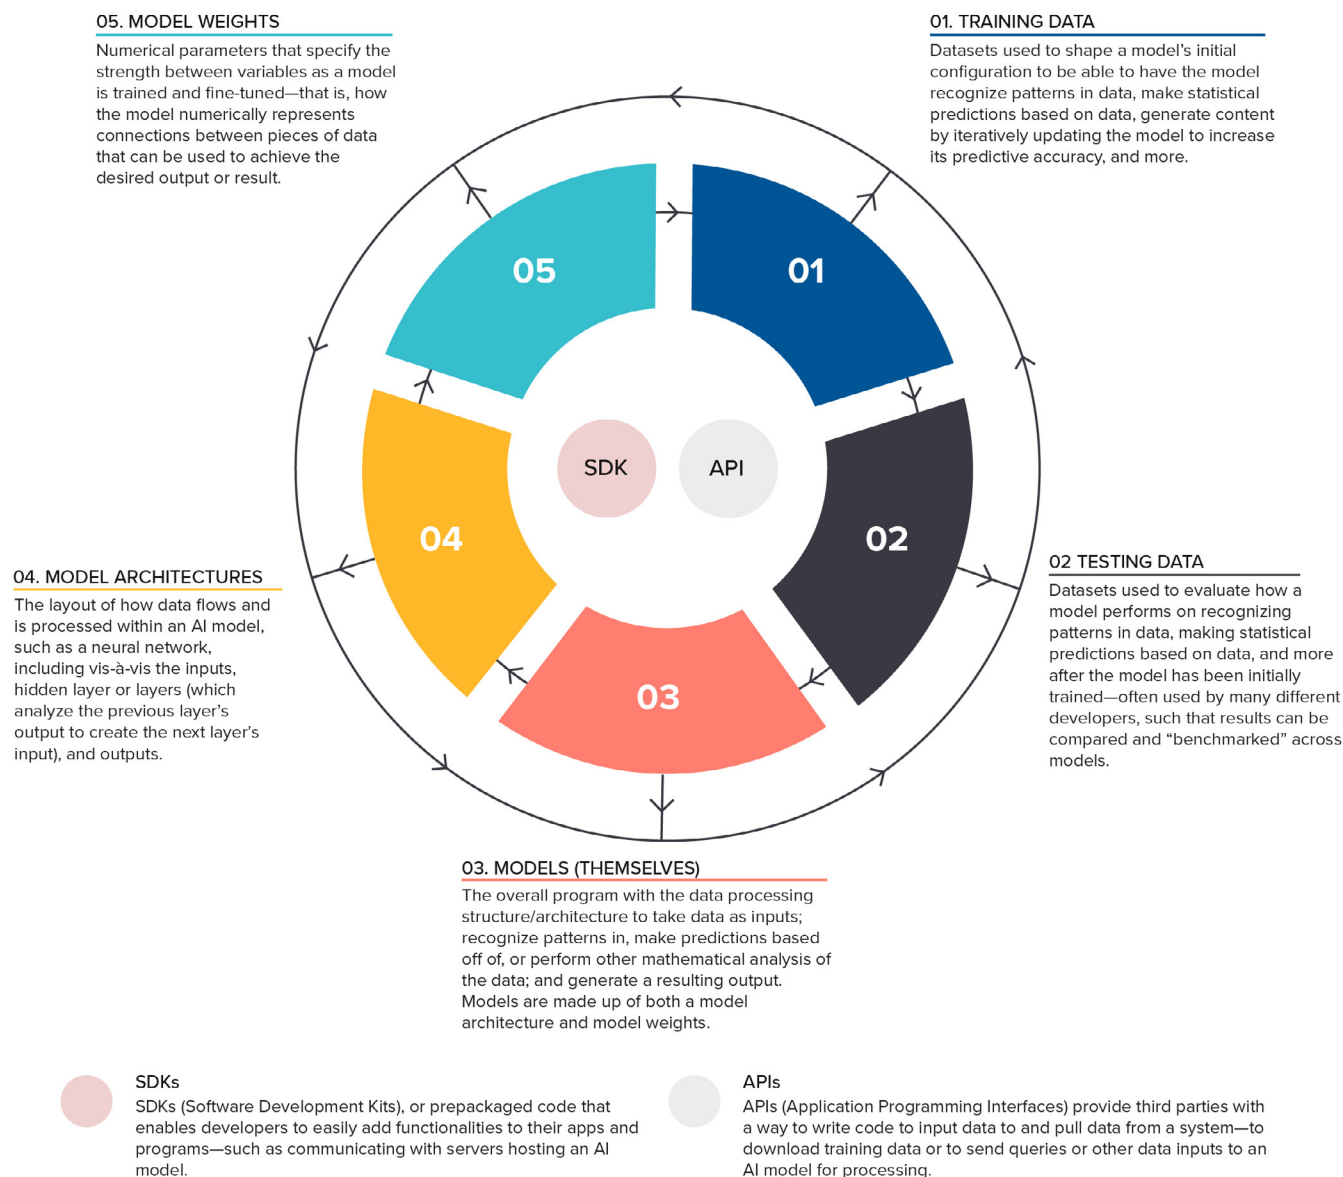 05. MODEL WEIGHTS
Numerical parameters that specify the
strength between variables as a model
is trained and fine-tuned—that is, how
the model numerically represents
connections between pieces of data
that can be used to achieve the
desired output or result.
01. TRAINING DATA
Datasets used to shape a model’s initial
configuration to be able to have the model
recognize patterns in data, make statistical
predictions based on data, generate content
by iteratively updating the model to increase
its predictive accuracy, and more.
05
01
SDK
API
04
02
03
04. MODEL ARCHITECTURES
The layout of how data flows and
is processed within an AI model,
such as a neural network,
including vis-à-vis the inputs,
hidden layer or layers (which
analyze the previous layer’s
output to create the next layer’s
input), and outputs.
02 TESTING DATA
Datasets used to evaluate how a
model performs on recognizing
patterns in data, making statistical
predictions based on data, and more
after the model has been initially
trained—often used by many different
developers, such that results can be
compared and “benchmarked” across
models.
03. MODELS (THEMSELVES)
The overall program with the data processing
structure/architecture to take data as inputs;
recognize patterns in, make predictions based
off of, or perform other mathematical analysis of
the data; and generate a resulting output.
Models are made up of both a model
architecture and model weights.
SDKs
SDKs (Software Development Kits), or prepackaged code that
enables developers to easily add functionalities to their apps and
programs—such as communicating with servers hosting an AI
model.
APIs
APIs (Application Programming Interfaces) provide third parties with
a way to write code to input data to and pull data from a system—to
download training data or to send queries or other data inputs to an
AI model for processing.